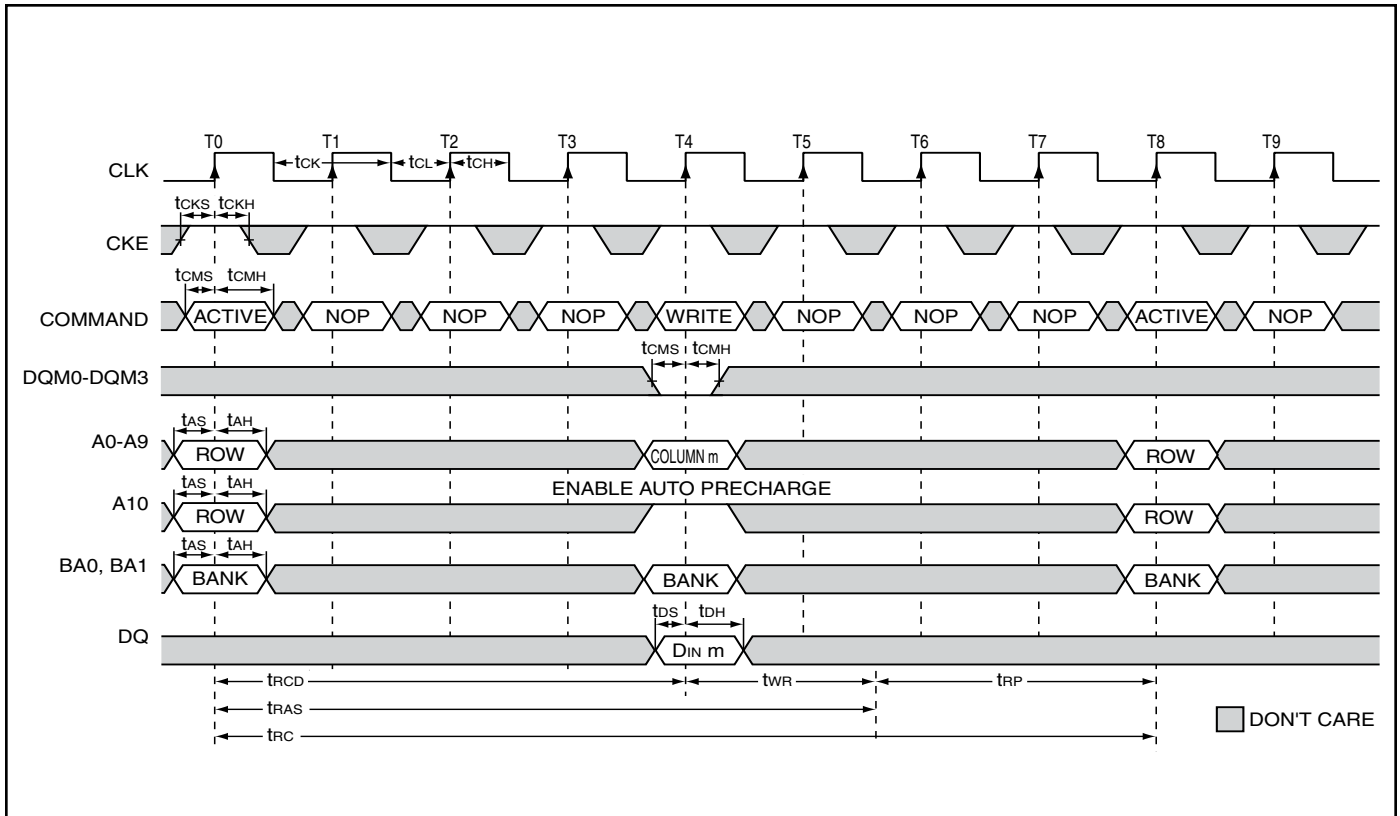 T0 T1 T2 T3 T4 T5 T6 T7 T8 T9
CLK tCK tCL tCH
tCKS tCKH
CKE
tCMS tCMH
COMMAND ACTIVE NOP NOP NOP WRITE NOP NOP NOP ACTIVE NOP
tCMS tCMH
DQM0-DQM3
tAS tAH
A0-A9 ROW COLUMN m ROW
tAS tAH ENABLE AUTO PRECHARGE
A10 ROW ROW
tAS tAH
BA0, BA1 BANK BANK BANK
tDS tDH
DQ DIN m
tRCD tWR tRP
tRAS
tRC
DON'T CARE